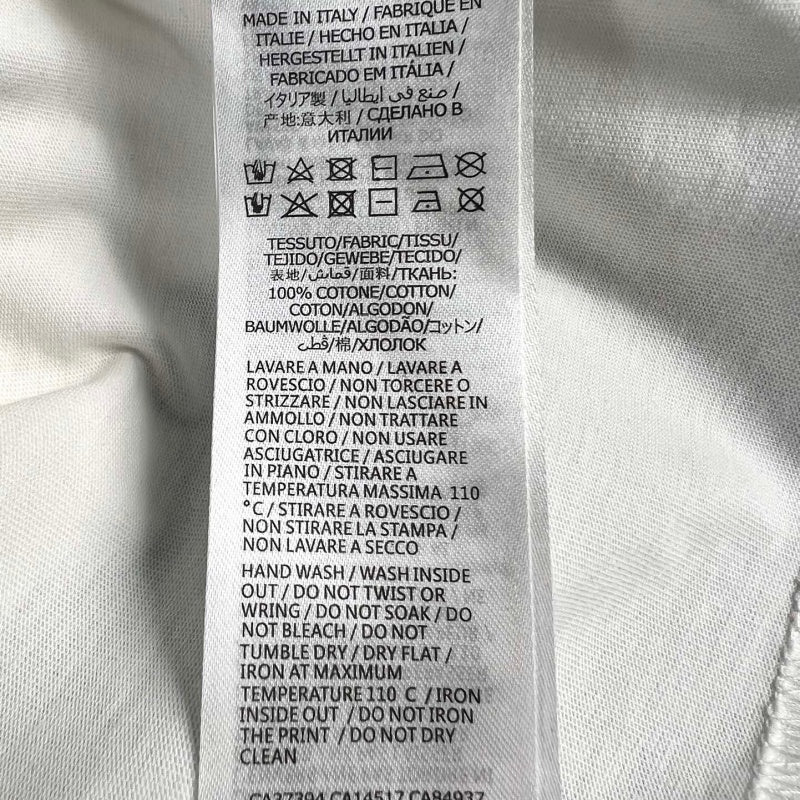 MADE IN ITALY / FABRIQUÉ EN
ITALIE / HECHO EN ITALIA /
HERGESTELLT IN ITALIEN /
FABRICADO EM ITÁLIA /
イタリア製 / صنع في ايطاليا /
产地:意大利 / СДЕЛАНО В
ИТАЛИИ
TESSUTO/FABRIC/TISSU/
TEJIDO/GEWEBE/TECIDO/
表地/قماش/面料/ТКАНЬ:
100% COTONE/COTTON/
COTON/ALGODON/
BAUMWOLLE/ALGODÃO/コットン/
قطن/棉/ХЛОЛОК
LAVARE A MANO / LAVARE A
ROVESCIO / NON TORCERE O
STRIZZARE / NON LASCIARE IN
AMMOLLO / NON TRATTARE
CON CLORO / NON USARE
ASCIUGATRICE / ASCIUGARE
IN PIANO / STIRARE A
TEMPERATURA MASSIMA 110
°C / STIRARE A ROVESCIO /
NON STIRARE LA STAMPA /
NON LAVARE A SECCO
HAND WASH / WASH INSIDE
OUT / DO NOT TWIST OR
WRING / DO NOT SOAK / DO
NOT BLEACH / DO NOT
TUMBLE DRY / DRY FLAT /
IRON AT MAXIMUM
TEMPERATURE 110 C / IRON
INSIDE OUT / DO NOT IRON
THE PRINT / DO NOT DRY
CLEAN
CA37394 CA14517 CA84937